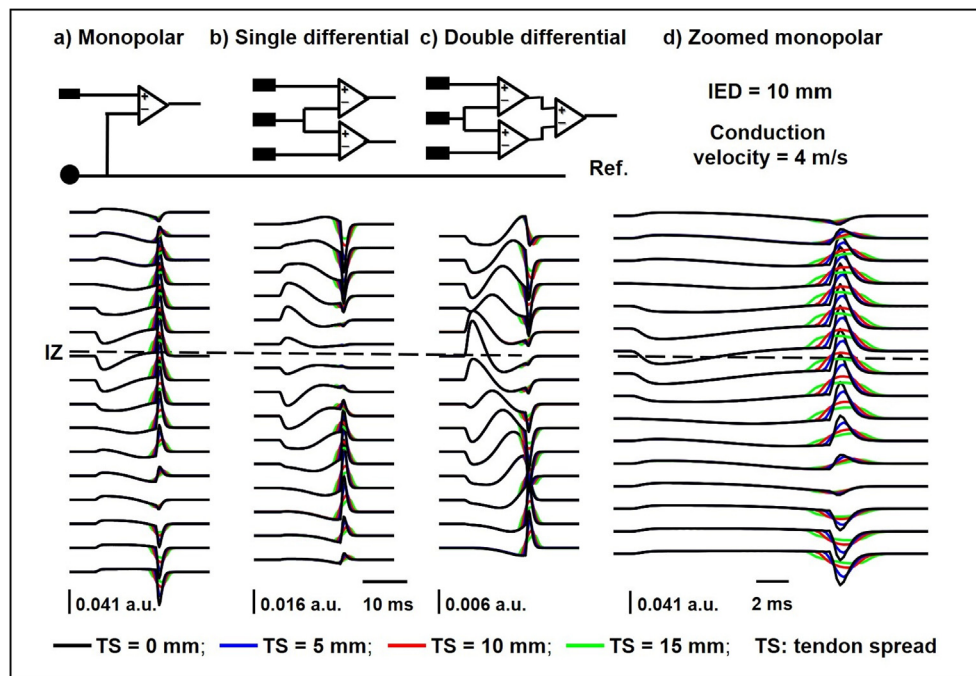 a) Monopolar b) Single differential c) Double differential d) Zoomed monopolar
+
−
+
−
+
−
+
−
+
−
+
−
IED = 10 mm
Conduction
velocity = 4 m/s
Ref.
IZ
0.041 a.u. 0.016 a.u. 10 ms 0.006 a.u. 0.041 a.u. 2 ms
TS = 0 mm; TS = 5 mm; TS = 10 mm; TS = 15 mm; TS: tendon spread